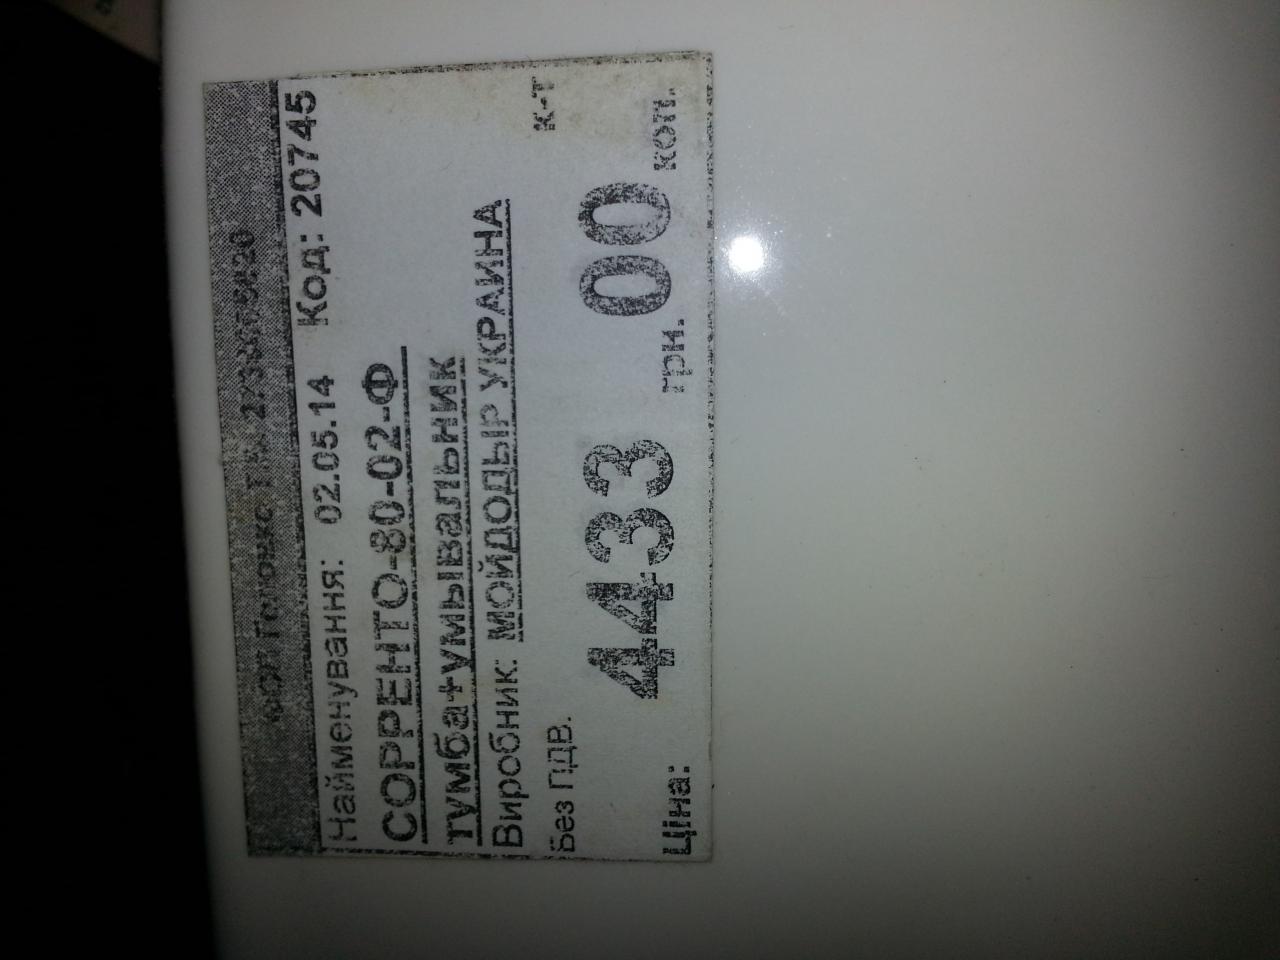 Найменування: 02.05.14 Код: 20745
СОРРЕНТО-80-02-Ф
тумба+умывальник
Виробник: МОЙДОДЫР УКРАИНА
Без ПДВ. к-т
Ціна: 4433 грн. 00 коп.